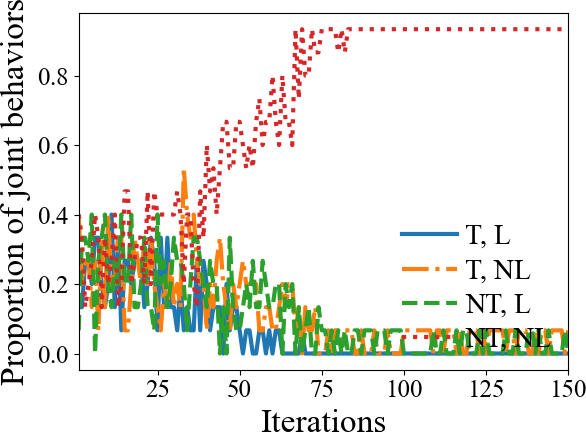 Proportion of joint behaviors
0.8
0.6
0.4
0.2
0.0
T, L
T, NL
NT, L
NT, NL
25
50
75
100
125
150
Iterations